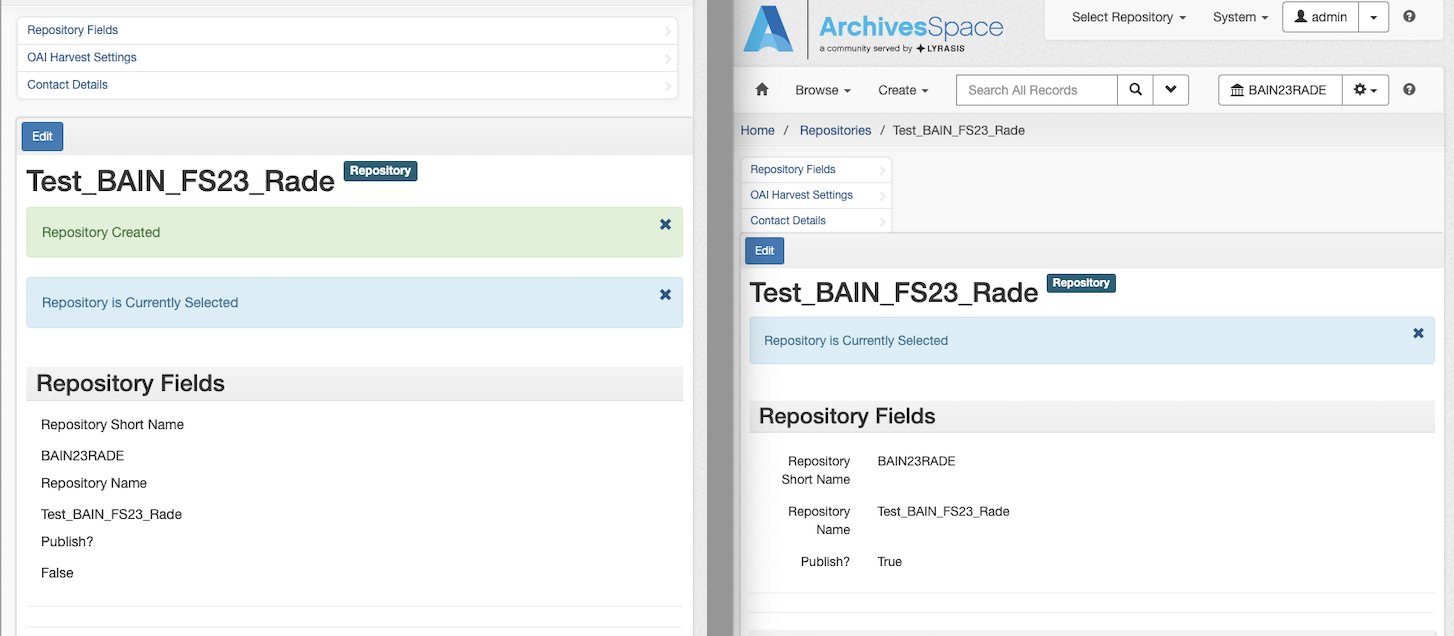 Repository Fields
OAI Harvest Settings
Contact Details
Edit
Test_BAIN_FS23_Rade Repository
Repository Created
Repository is Currently Selected
Repository Fields
Repository Short Name
BAIN23RADE
Repository Name
Test_BAIN_FS23_Rade
Publish?
False
ArchivesSpace
a community served by LYRASIS
Select Repository System admin
Browse Create Search All Records BAIN23RADE
Home / Repositories / Test_BAIN_FS23_Rade
Repository Fields
OAI Harvest Settings
Contact Details
Edit
Test_BAIN_FS23_Rade Repository
Repository is Currently Selected
Repository Fields
Repository BAIN23RADE
Short Name
Repository Test_BAIN_FS23_Rade
Name
Publish? True